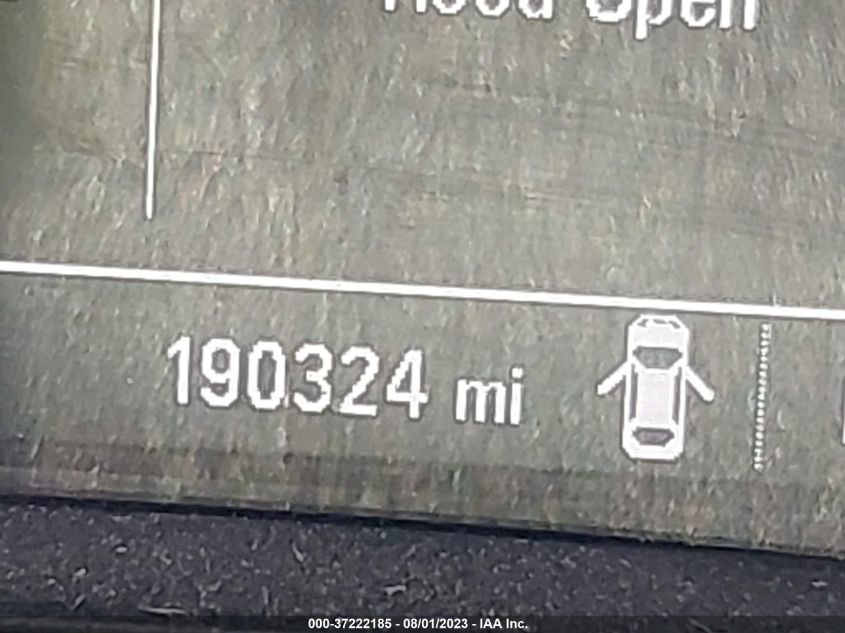 Hood Open
190324 mi
000-37222185 - 08/01/2023 - IAA Inc.